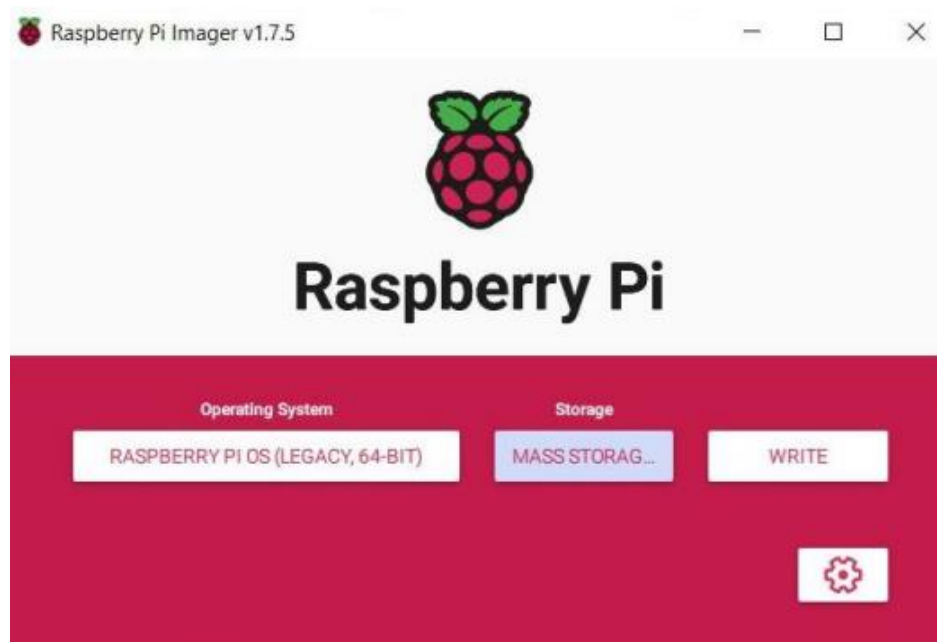 Raspberry Pi Imager v1.7.5
Raspberry Pi
Operating System
Storage
RASPBERRY PI OS (LEGACY, 64-BIT)
MASS STORAG...
WRITE